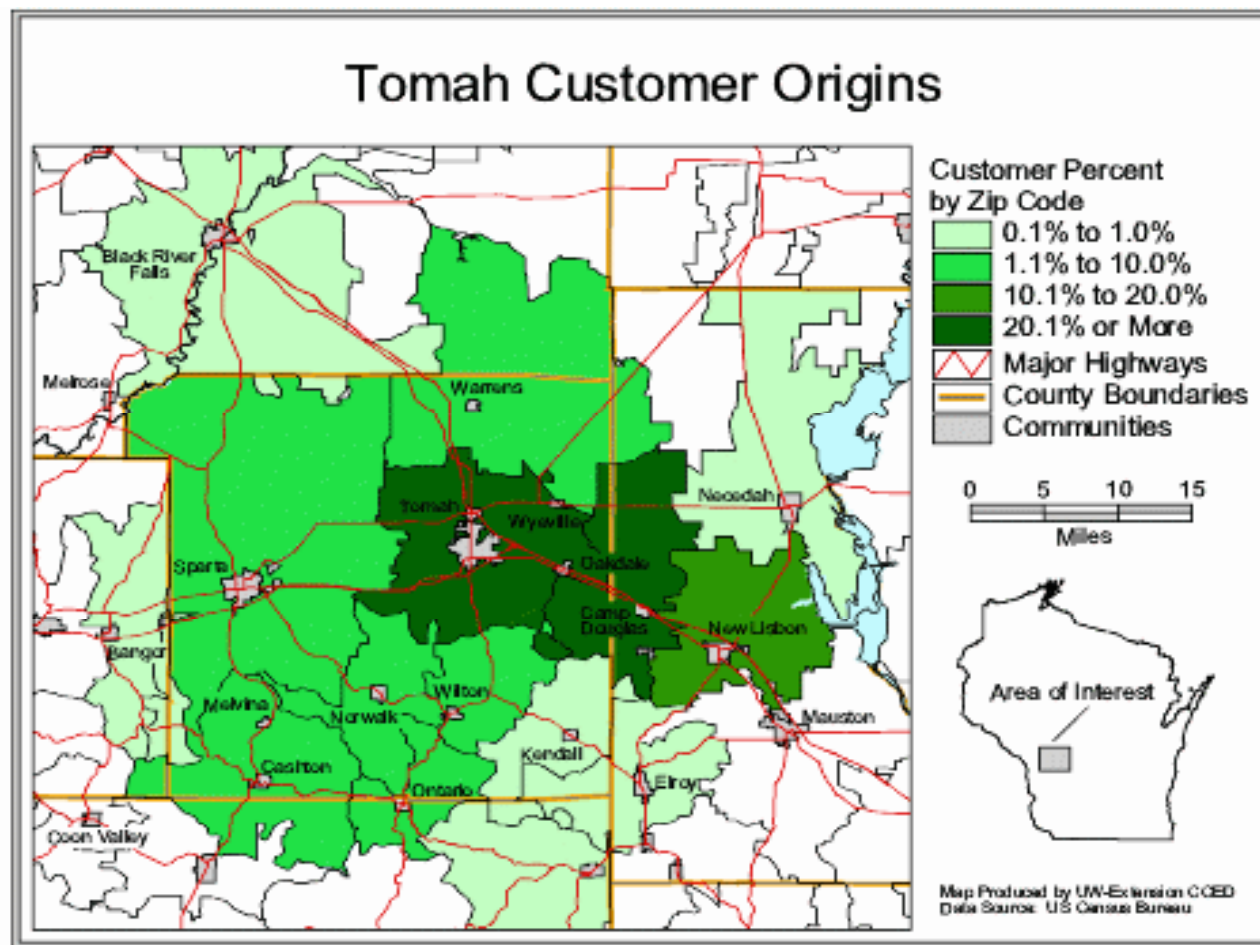 Tomah Customer Origins
Customer Percent
by Zip Code
0.1% to 1.0%
1.1% to 10.0%
10.1% to 20.0%
20.1% or More
Major Highways
County Boundaries
Communities
0 5 10 15
Miles
Area of Interest
Map Produced by UW-Extension CCED
Data Source: US Census Bureau
Black River
Falls
Melrose
Warrens
Tomah
Wyeville
Necedah
Sparta
Oakdale
Camp
Douglas
New Lisbon
Bangor
Melvina
Norwalk
Wilton
Mauston
Kendall
Cashton
Ontario
Elroy
Coon Valley